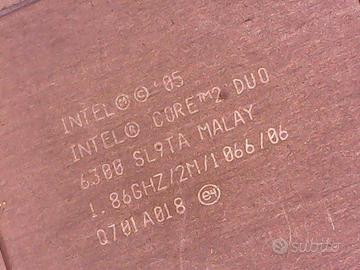 INTEL Ⓜ © '05
INTEL® CORE™2 DUO
6300 SL9TA MALAY
1.86GHZ/2M/1066/06
Q701A018 e4
subito